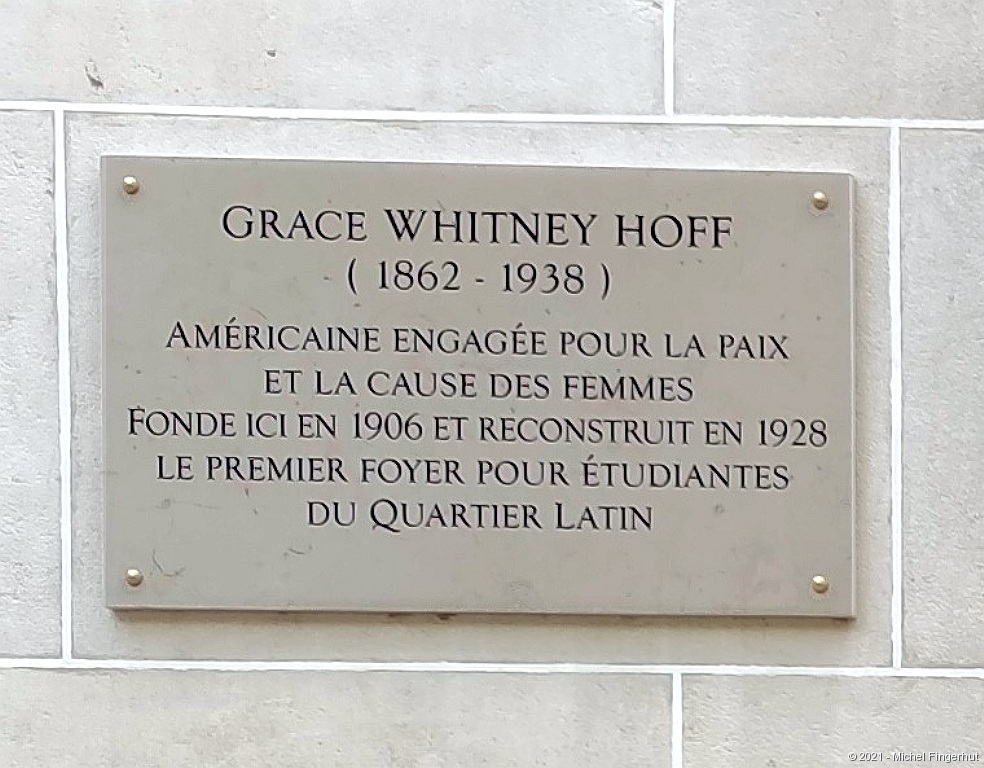 GRACE WHITNEY HOFF
( 1862 - 1938 )
AMÉRICAINE ENGAGÉE POUR LA PAIX
ET LA CAUSE DES FEMMES
FONDE ICI EN 1906 ET RECONSTRUIT EN 1928
LE PREMIER FOYER POUR ÉTUDIANTES
DU QUARTIER LATIN
© 2021 - Michel Fingerhut